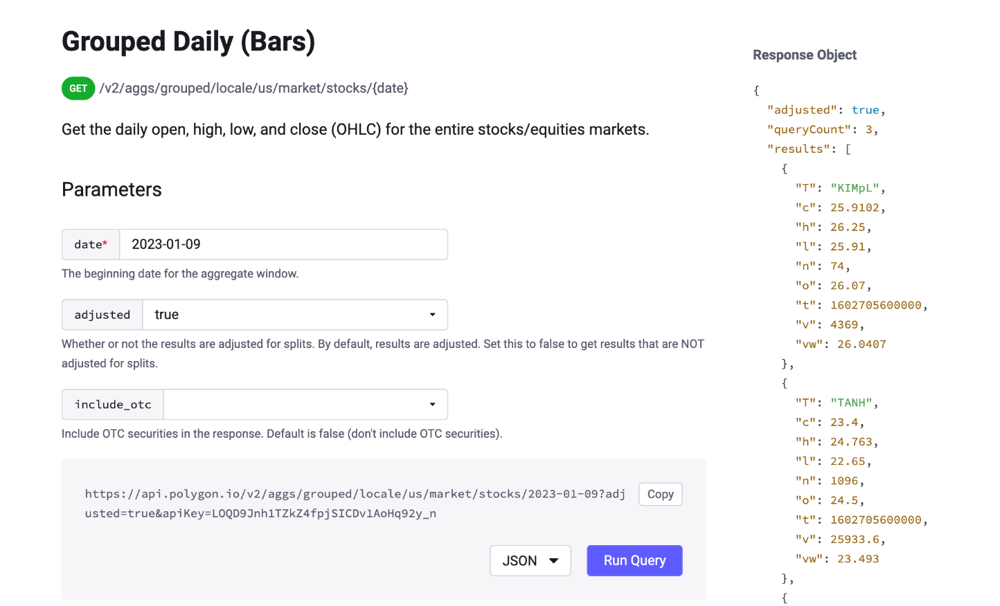 Grouped Daily (Bars)
GET /v2/aggs/grouped/locale/us/market/stocks/{date}
Get the daily open, high, low, and close (OHLC) for the entire stocks/equities markets.
Parameters
date* 2023-01-09
The beginning date for the aggregate window.
adjusted true
Whether or not the results are adjusted for splits. By default, results are adjusted. Set this to false to get results that are NOT
adjusted for splits.
include_otc
Include OTC securities in the response. Default is false (don't include OTC securities).
https://api.polygon.io/v2/aggs/grouped/locale/us/market/stocks/2023-01-09?adj
usted=true&apiKey=LOQD9Jnh1TZkZ4fpjSICDv1AoHq92y_n
Copy
JSON
Run Query
Response Object
{
"adjusted": true,
"queryCount": 3,
"results": [
{
"T": "KIMpL",
"c": 25.9102,
"h": 26.25,
"l": 25.91,
"n": 74,
"o": 26.07,
"t": 1602705600000,
"v": 4369,
"vw": 26.0407
},
{
"T": "TANH",
"c": 23.4,
"h": 24.763,
"l": 22.65,
"n": 1096,
"o": 24.5,
"t": 1602705600000,
"v": 25933.6,
"vw": 23.493
},
{